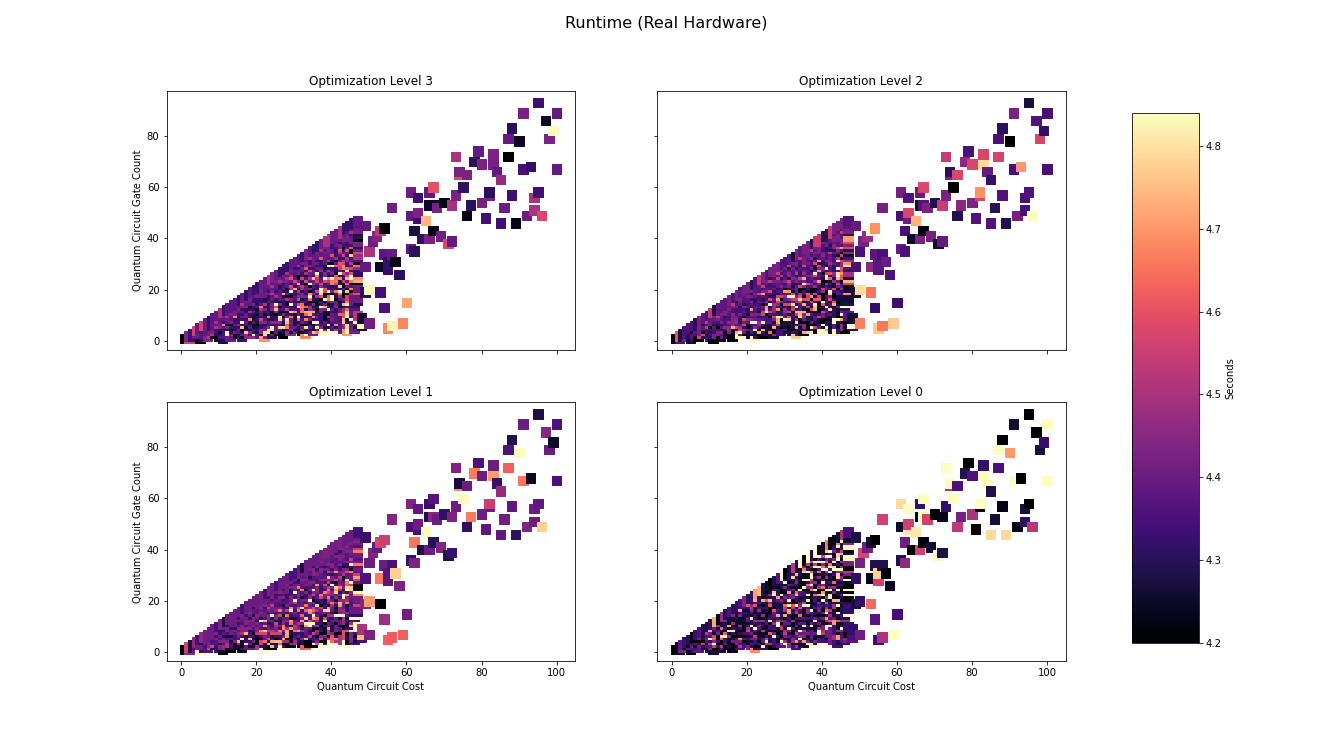 Runtime (Real Hardware)
Optimization Level 3
Optimization Level 2
Quantum Circuit Gate Count
80
60
40
20
0
4.8
4.7
4.6
4.5
4.4
4.3
4.2
Seconds
Optimization Level 1
Optimization Level 0
Quantum Circuit Gate Count
80
60
40
20
0
0 20 40 60 80 100
0 20 40 60 80 100
Quantum Circuit Cost
Quantum Circuit Cost